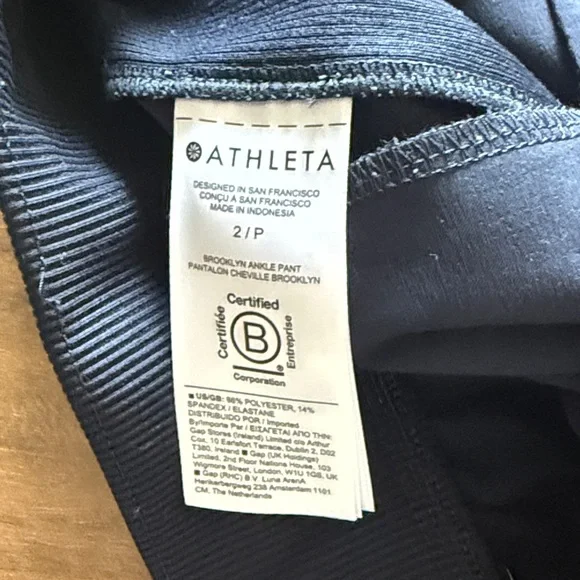 ATHLETA
DESIGNED IN SAN FRANCISCO
CONÇU A SAN FRANCISCO
MADE IN INDONESIA
2/P
BROOKLYN ANKLE PANT
PANTALON CHEVILLE BROOKLYN
Certified
Certifiée
B
Entreprise
Corporation
■ US/GB: 86% POLYESTER, 14%
SPANDEX / ELASTANE
DISTRIBUIDO POR / Imported
By/Importe par / ΕΙΣΑΓΕΤΑΙ ΑΠΟ ΤΗΝ:
Gap Stores (Ireland) Limited c/o Arthur
Cox, 10 Earlsfort Terrace, Dublin 2, D02
T380, Ireland ■ Gap (UK Holdings)
Limited, 2nd Floor Nations House, 103
Wigmore Street, London, W1U 1QS, UK
■ Gap (RHC) B.V. Luna ArenA
Herikerbergweg 238 Amsterdam 1101
CM, The Netherlands